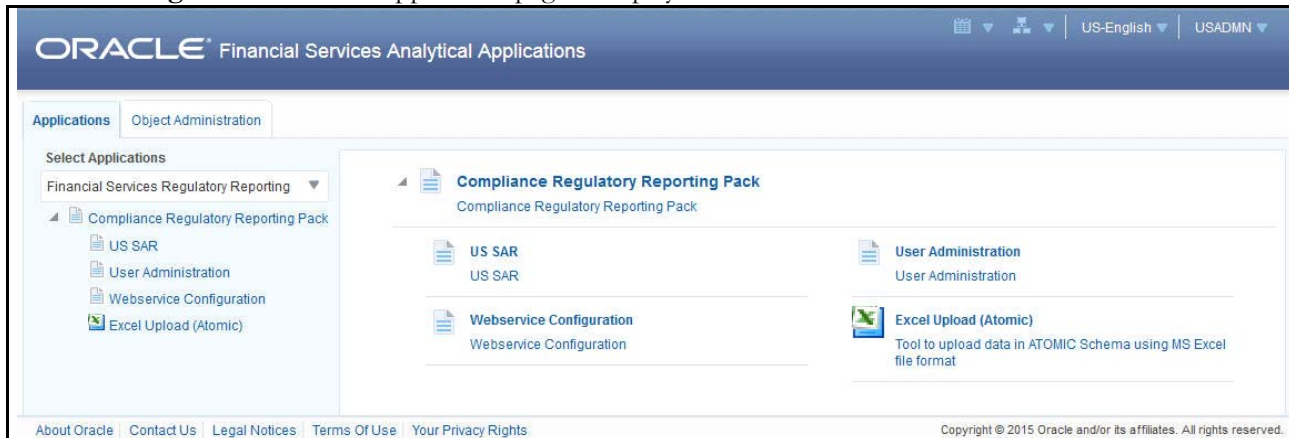 ORACLE® Financial Services Analytical Applications
US-English
USADMN
Applications
Object Administration
Select Applications
Financial Services Regulatory Reporting
Compliance Regulatory Reporting Pack
US SAR
User Administration
Webservice Configuration
Excel Upload (Atomic)
Compliance Regulatory Reporting Pack
Compliance Regulatory Reporting Pack
US SAR
US SAR
User Administration
User Administration
Webservice Configuration
Webservice Configuration
Excel Upload (Atomic)
Tool to upload data in ATOMIC Schema using MS Excel
file format
About Oracle
Contact Us
Legal Notices
Terms Of Use
Your Privacy Rights
Copyright © 2015 Oracle and/or its affiliates. All rights reserved.